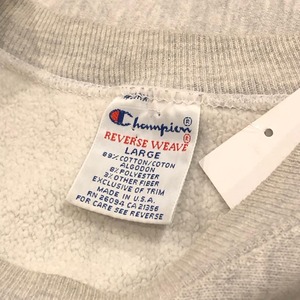 Champion®
REVERSE WEAVE®
LARGE
89% COTTON/COTON
ALGODON
8% POLYESTER
3% OTHER FIBER
EXCLUSIVE OF TRIM
MADE IN U.S.A.
RN 26094 CA 21356
FOR CARE SEE REVERSE